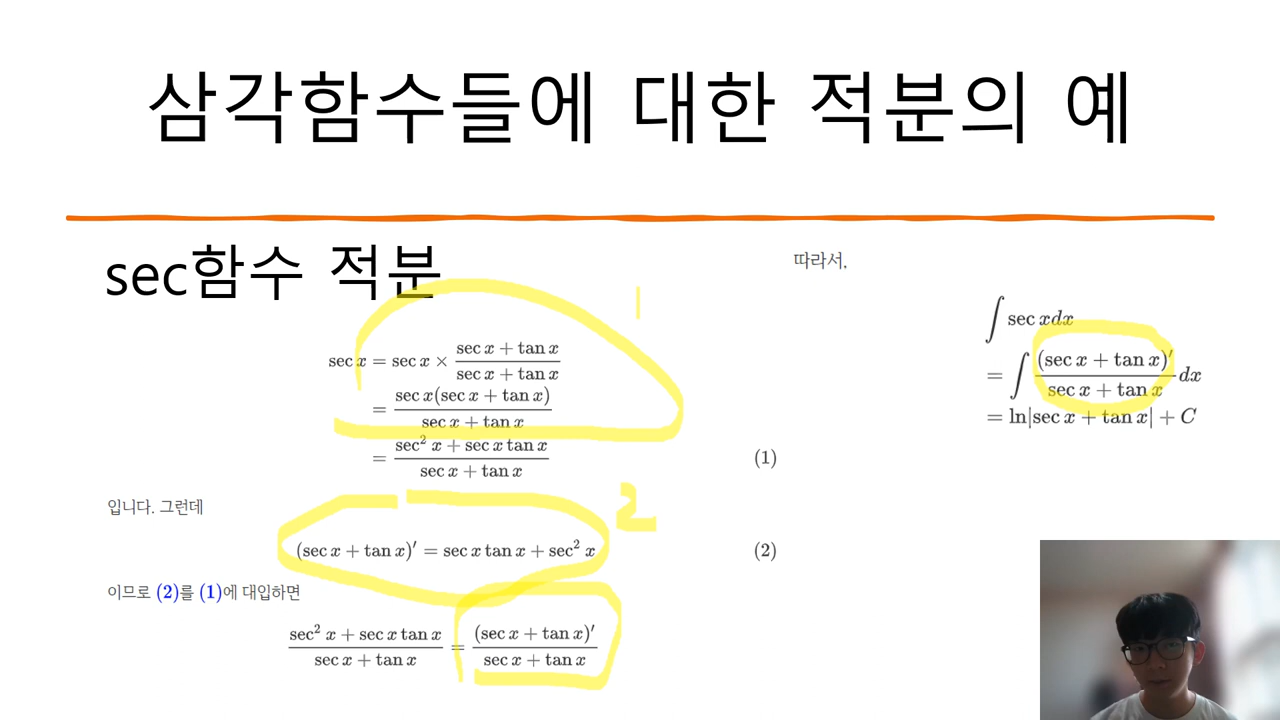 삼각함수들에 대한 적분의 예
sec함수 적분
1
sec x = sec x × (sec x + tan x)/(sec x + tan x)
= sec x(sec x + tan x)/(sec x + tan x)
= (sec² x + sec x tan x)/(sec x + tan x) (1)
입니다. 그런데
2
(sec x + tan x)′ = sec x tan x + sec² x (2)
이므로 (2)를 (1)에 대입하면
(sec² x + sec x tan x)/(sec x + tan x) = (sec x + tan x)′/(sec x + tan x)
따라서,
∫ sec xdx
= ∫ (sec x + tan x)′/(sec x + tan x) dx
= ln|sec x + tan x| + C